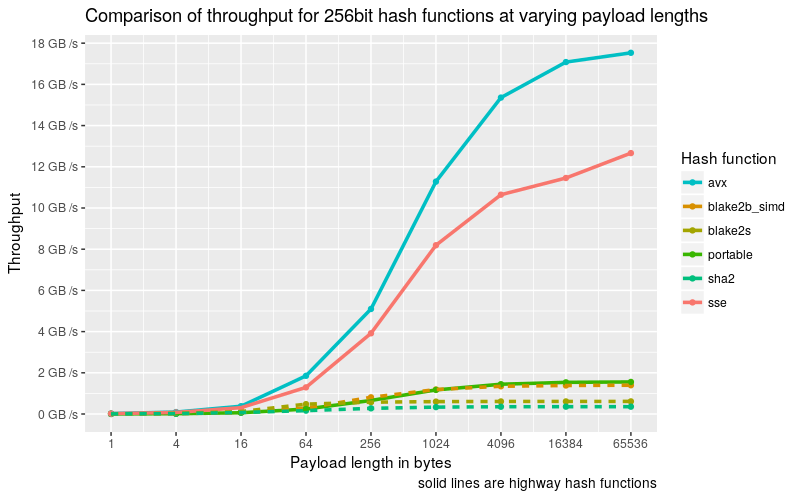 Comparison of throughput for 256bit hash functions at varying payload lengths
18 GB /s
16 GB /s
14 GB /s
12 GB /s
10 GB /s
8 GB /s
6 GB /s
4 GB /s
2 GB /s
0 GB /s
Throughput
1 4 16 64 256 1024 4096 16384 65536
Payload length in bytes
solid lines are highway hash functions
Hash function
avx
blake2b_simd
blake2s
portable
sha2
sse